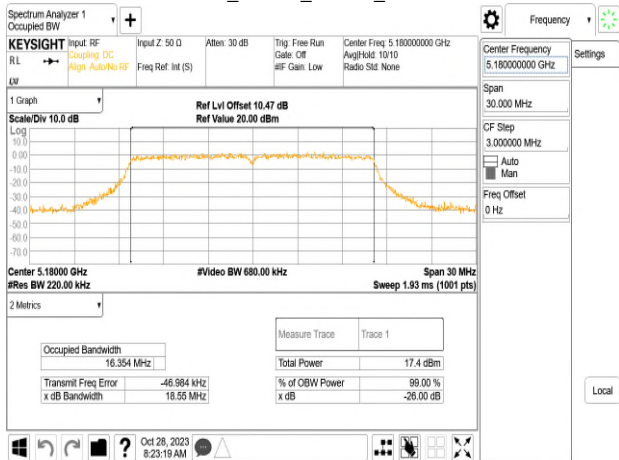 Spectrum Analyzer 1
Occupied BW
KEYSIGHT
Input: RF
Coupling: DC
Align: Auto/No RF
Input Z: 50 Ω
Freq Ref: Int (S)
Atten: 30 dB
Trig: Free Run
Gate: Off
#IF Gain: Low
Center Freq: 5.180000000 GHz
Avg|Hold: 10/10
Radio Std: None
RL
LXI
1 Graph
Scale/Div 10.0 dB
Ref Lvl Offset 10.47 dB
Ref Value 20.00 dBm
Log
10.0
0.00
-10.0
-20.0
-30.0
-40.0
-50.0
-60.0
-70.0
Center 5.18000 GHz
#Res BW 220.00 kHz
#Video BW 680.00 kHz
Span 30 MHz
Sweep 1.93 ms (1001 pts)
2 Metrics
Occupied Bandwidth
16.354 MHz
Transmit Freq Error -46.984 kHz
x dB Bandwidth 18.55 MHz
Measure Trace Trace 1
Total Power 17.4 dBm
% of OBW Power 99.00 %
x dB -26.00 dB
Oct 28, 2023
8:23:19 AM
?
Frequency
Center Frequency
5.180000000 GHz
Span
30.000 MHz
CF Step
3.000000 MHz
Auto
Man
Freq Offset
0 Hz
Settings
Local